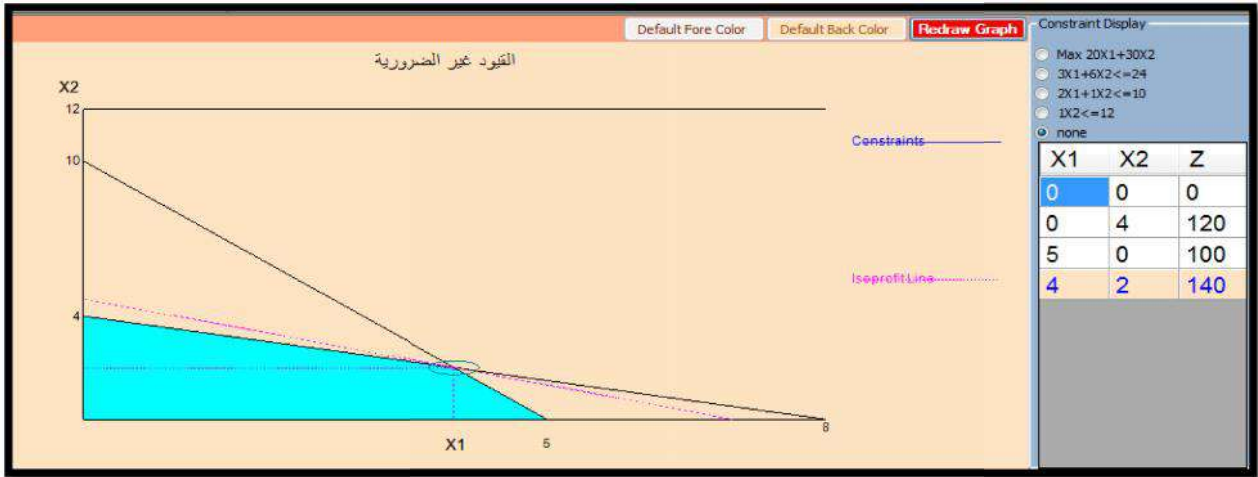 Default Fore Color
Default Back Color
Redraw Graph
Constraint Display
القيود غير الضرورية
Max 20X1+30X2
3X1+6X2<=24
2X1+1X2<=10
1X2<=12
none
X2
12
10
4
Constraints
Isoprofit Line
X1
5
8
X1 X2 Z
0 0 0
0 4 120
5 0 100
4 2 140